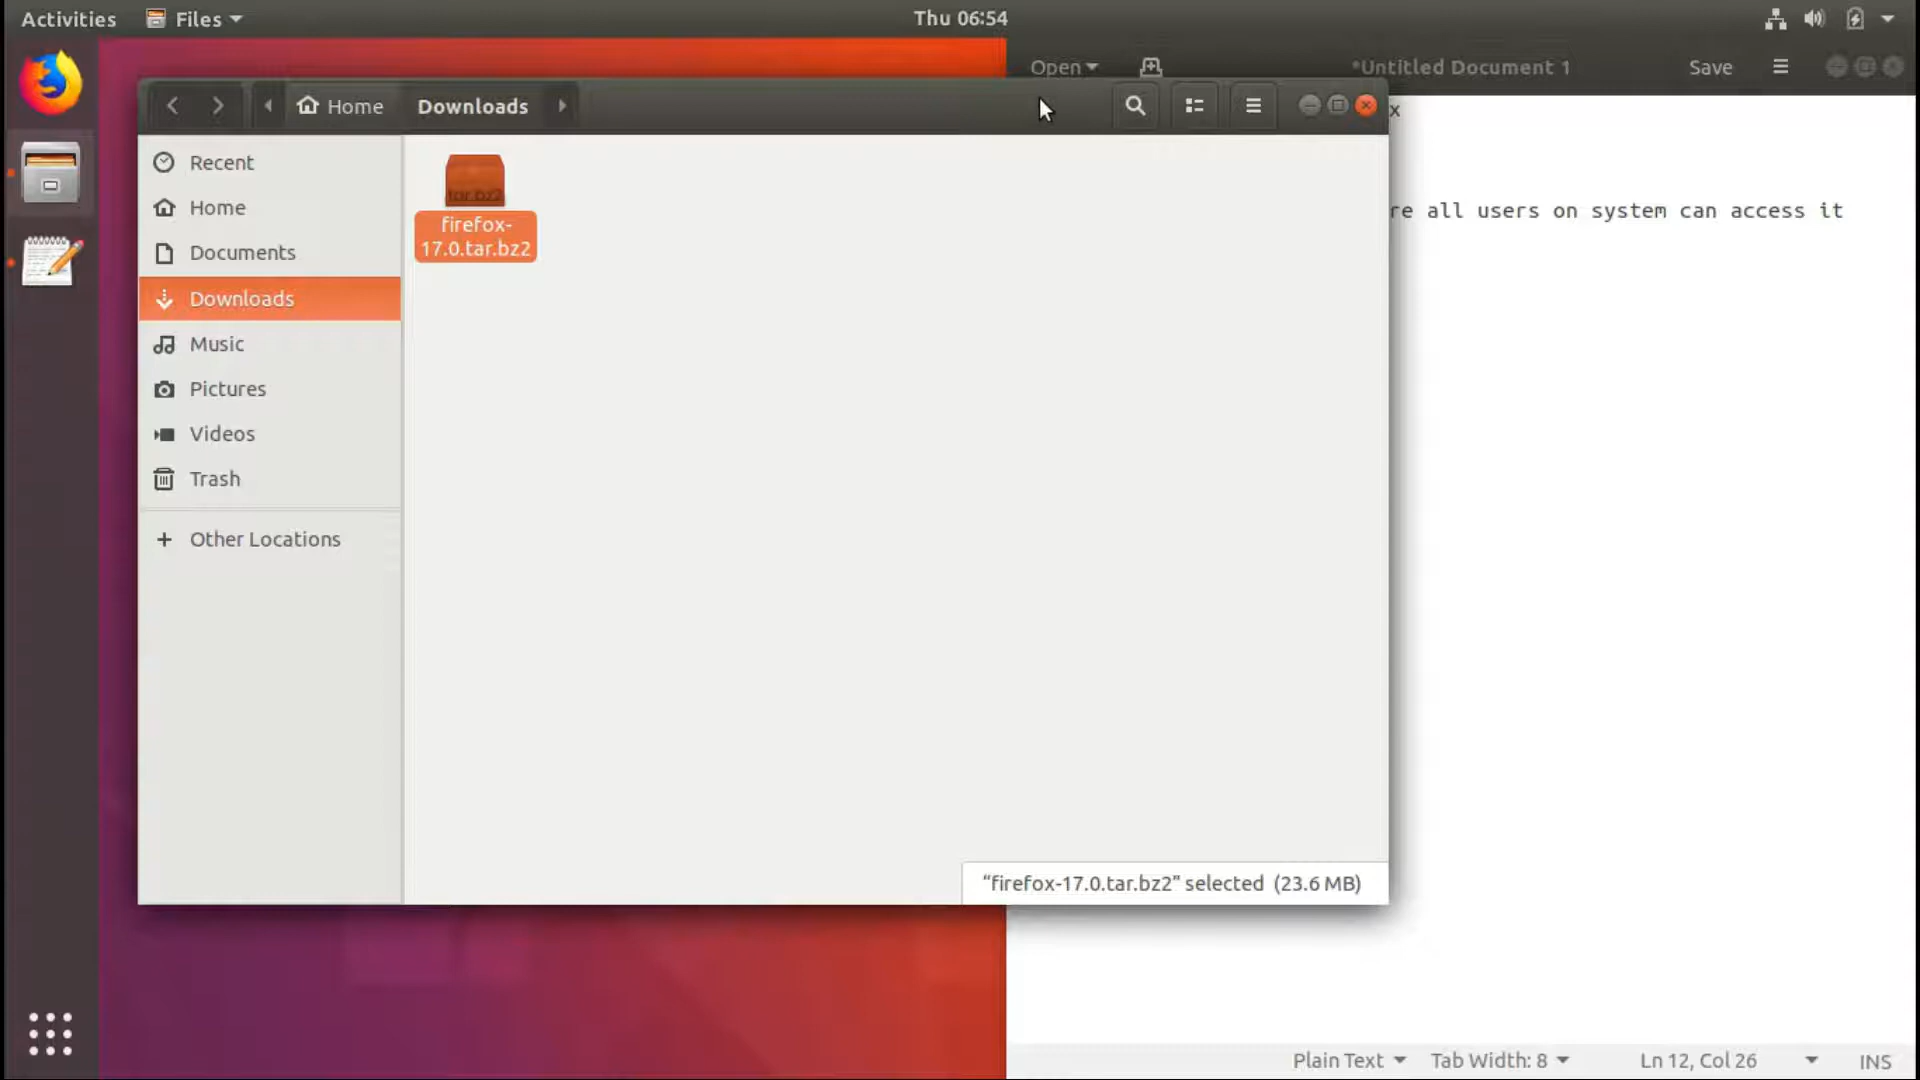 Activities
Files
Thu 06:54
Open
*Untitled Document 1
Save
Home
Downloads
x
Recent
Home
Documents
Downloads
Music
Pictures
Videos
Trash
Other Locations
tar.bz2
firefox-
17.0.tar.bz2
re all users on system can access it
"firefox-17.0.tar.bz2" selected (23.6 MB)
Plain Text
Tab Width: 8
Ln 12, Col 26
INS